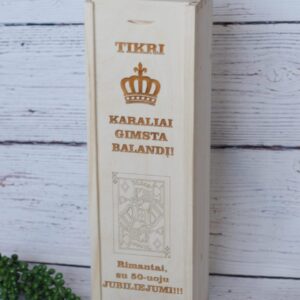 TIKRI
KARALIAI
GIMSTA
BALANDĮ!
Rimantai,
su 50-uoju
JUBILIEJUMI!!!